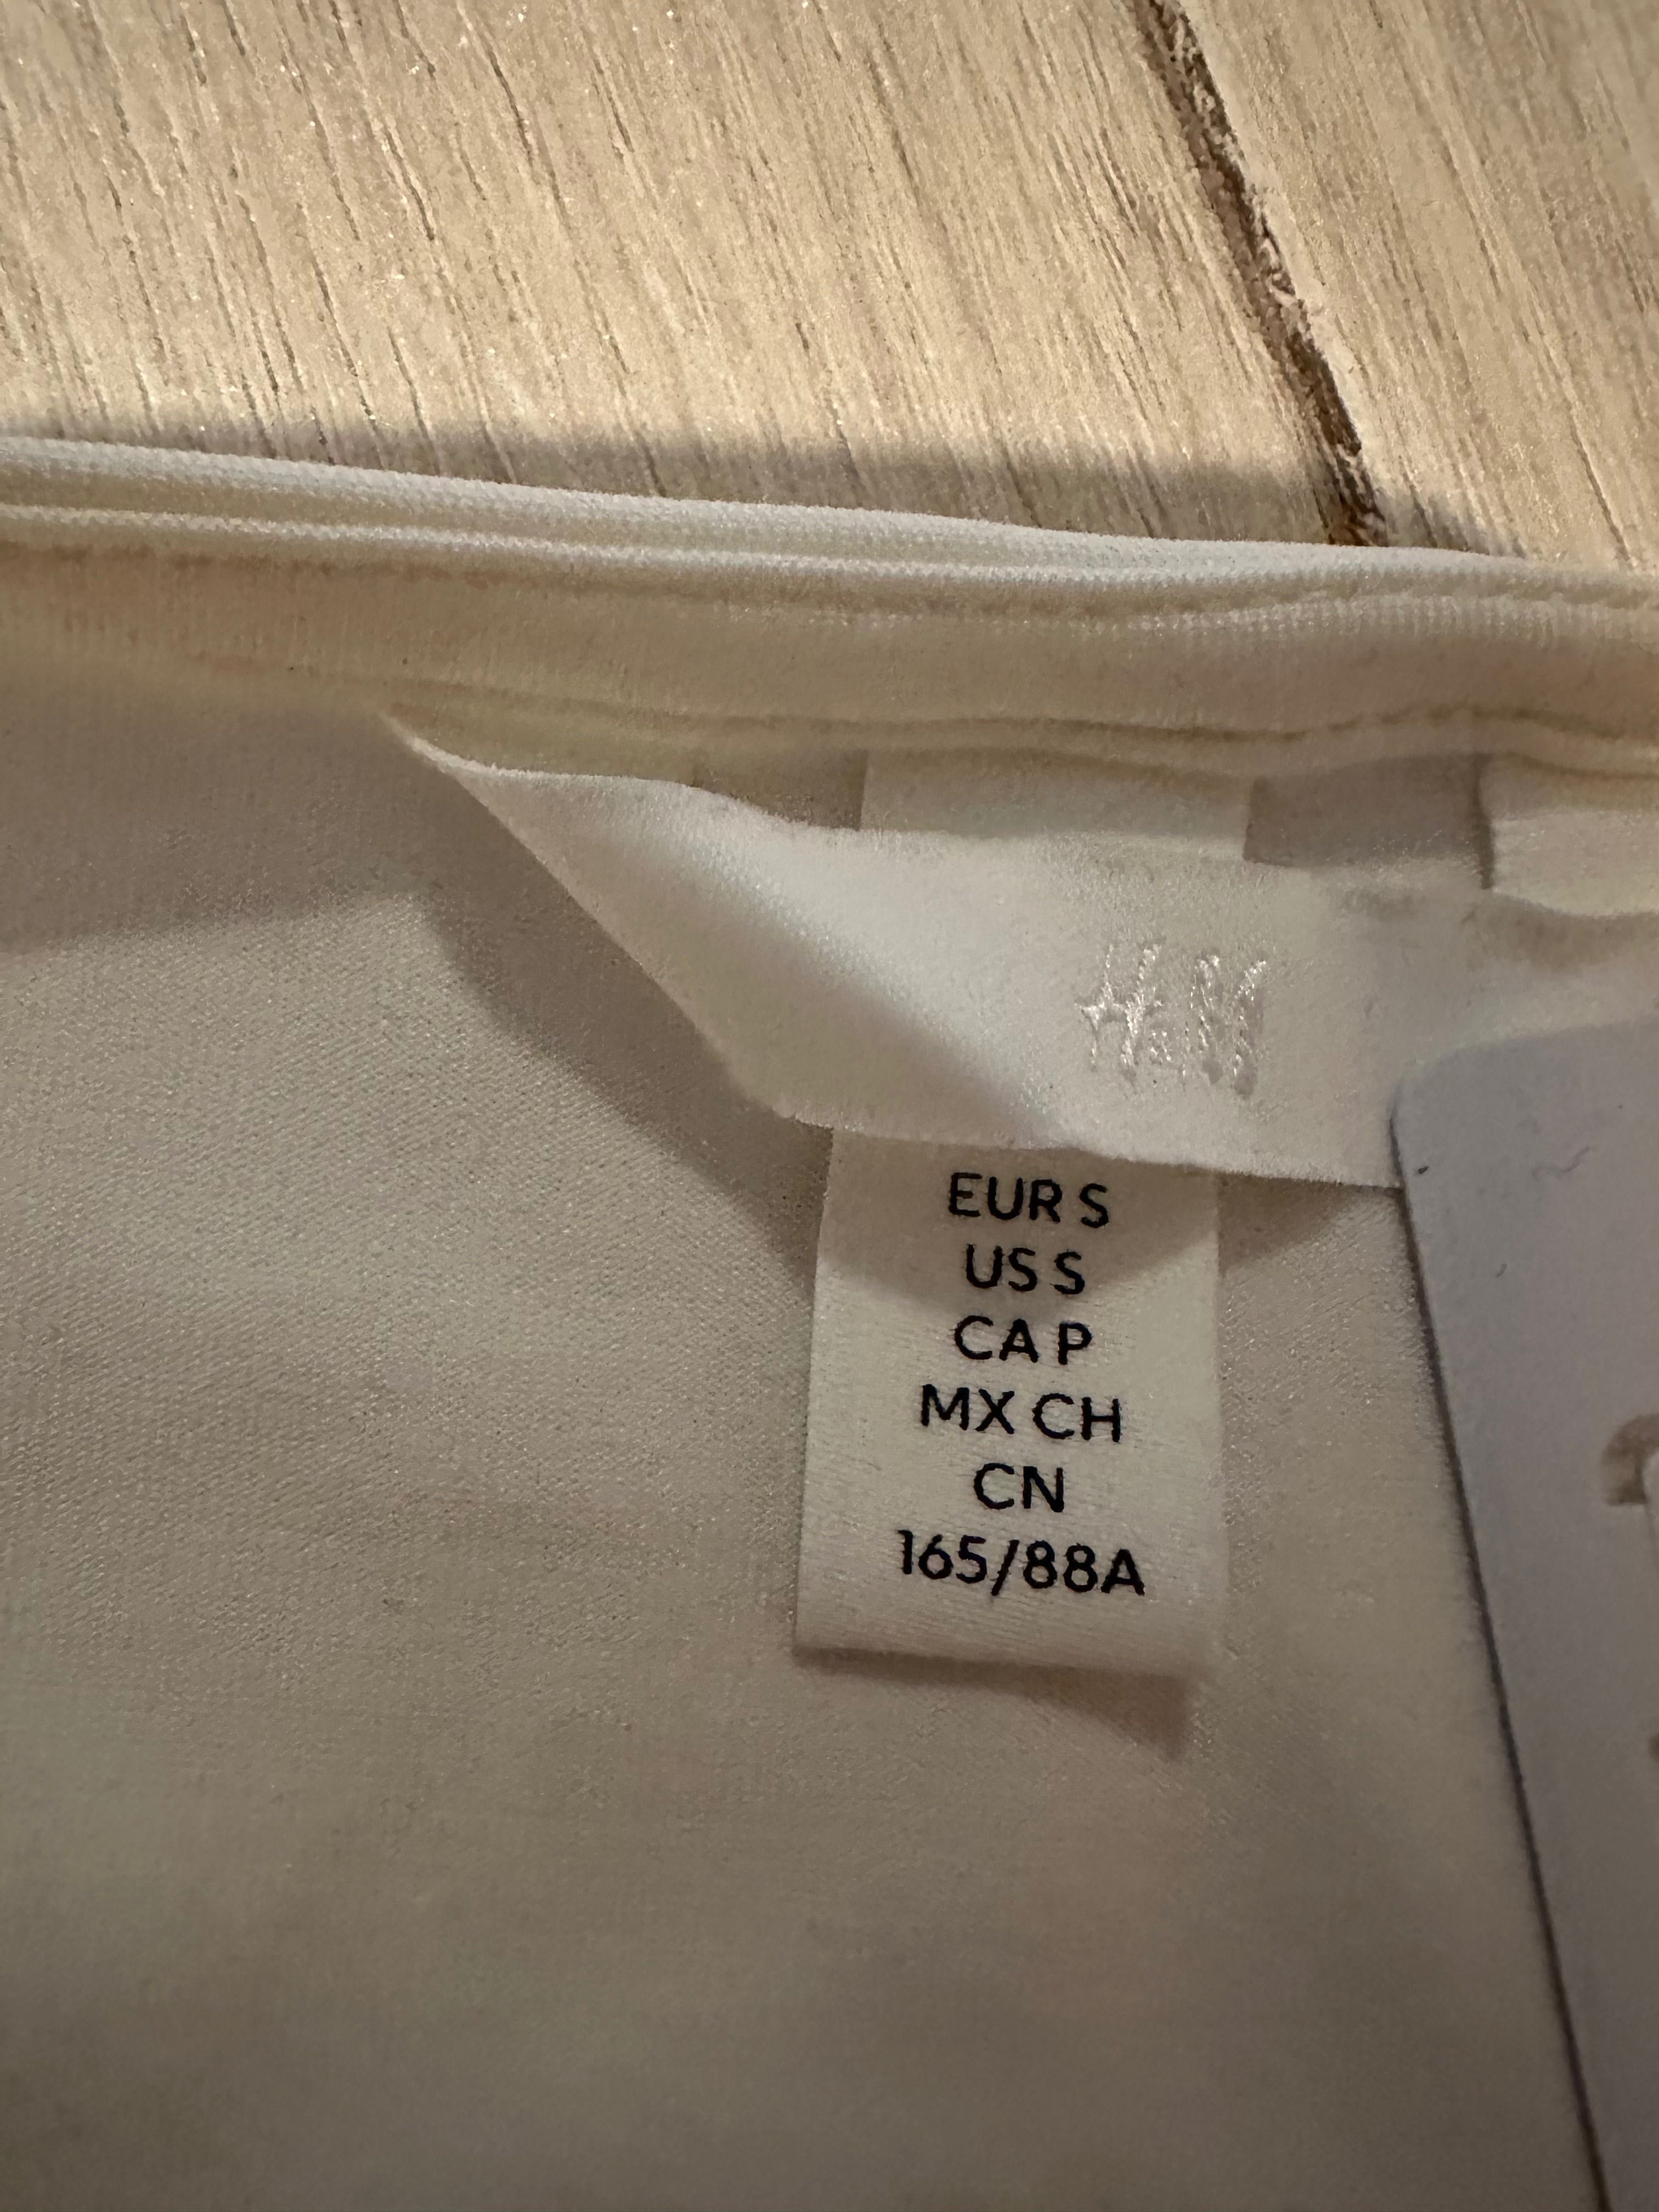 H&M
EUR S
US S
CA P
MX CH
CN
165/88A